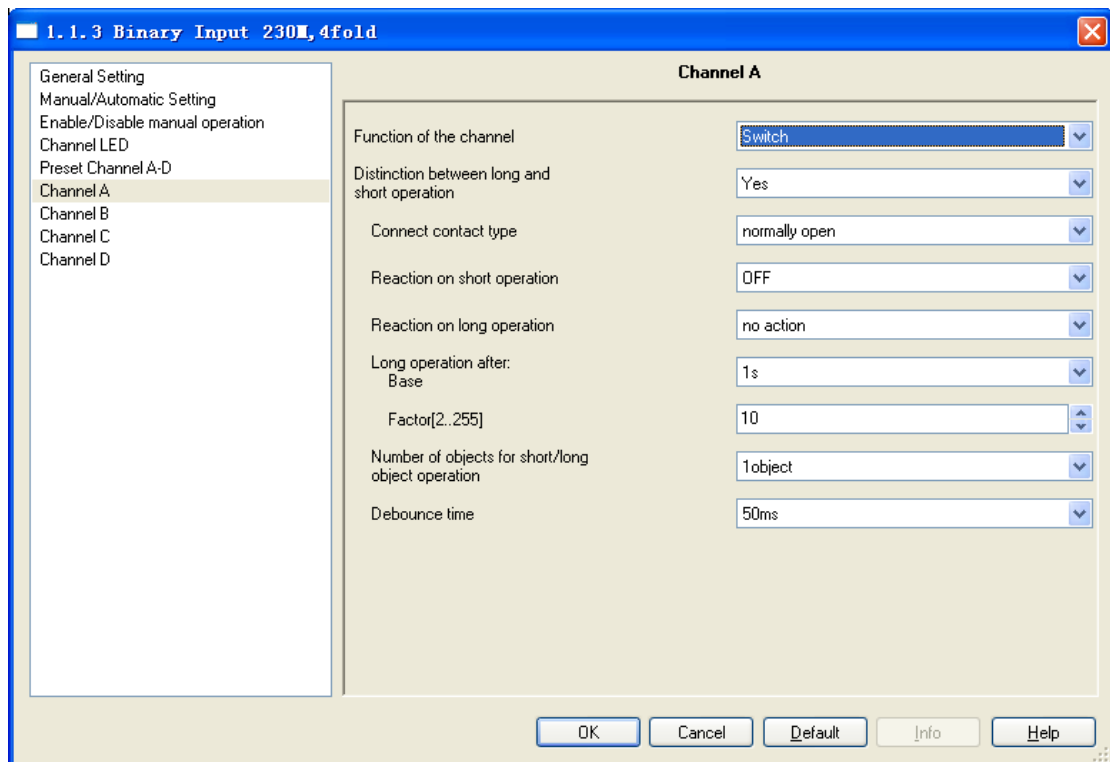 1.1.3 Binary Input 230M,4fold
General Setting
Manual/Automatic Setting
Enable/Disable manual operation
Channel LED
Preset Channel A-D
Channel A
Channel B
Channel C
Channel D
Channel A
Function of the channel
Switch
Distinction between long and
short operation
Yes
Connect contact type
normally open
Reaction on short operation
OFF
Reaction on long operation
no action
Long operation after:
Base
1s
Factor[2..255]
10
Number of objects for short/long
object operation
1object
Debounce time
50ms
OK
Cancel
Default
Info
Help